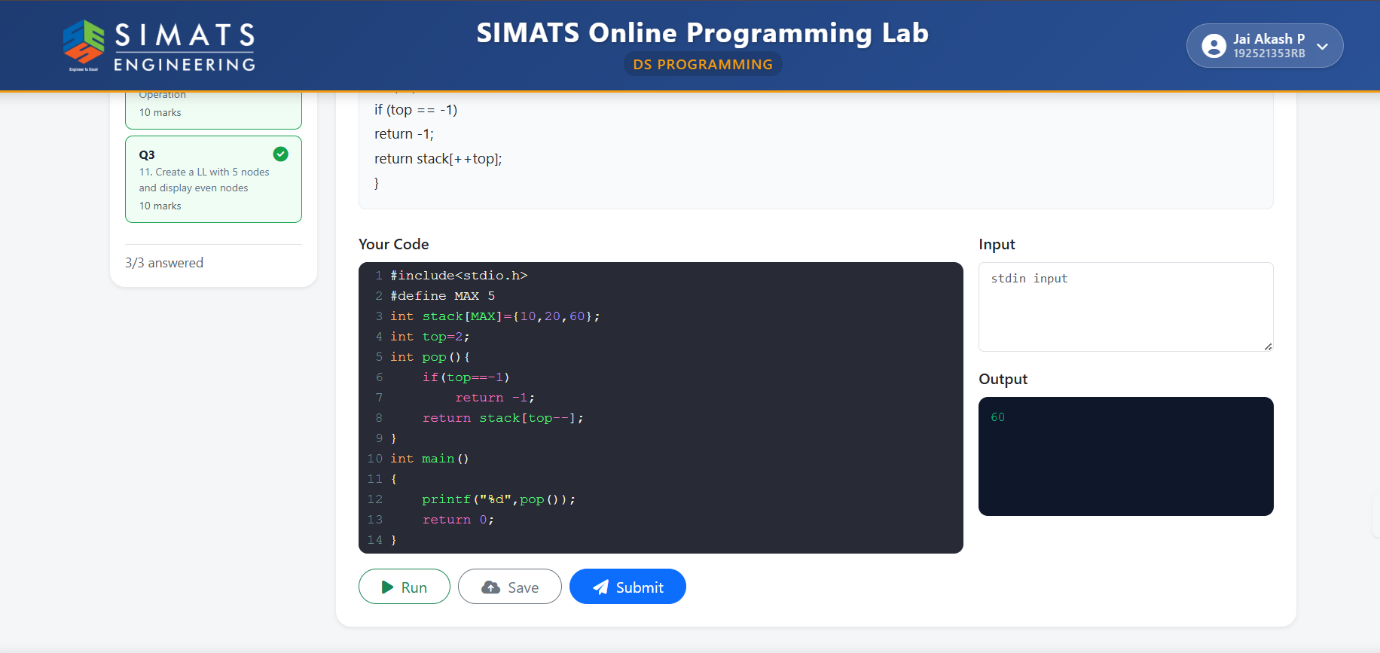 SIMATS
ENGINEERING
Engineer to Excel
SIMATS Online Programming Lab
DS PROGRAMMING
Jai Akash P
192521353RB
Operation
10 marks
Q3
11. Create a LL with 5 nodes
and display even nodes
10 marks
3/3 answered
if (top == -1)
return -1;
return stack[++top];
}
Your Code
1 #include<stdio.h>
2 #define MAX 5
3 int stack[MAX]={10,20,60};
4 int top=2;
5 int pop(){
6     if(top==-1)
7         return -1;
8     return stack[top--];
9 }
10 int main()
11 {
12     printf("%d",pop());
13     return 0;
14 }
Run
Save
Submit
Input
stdin input
Output
60